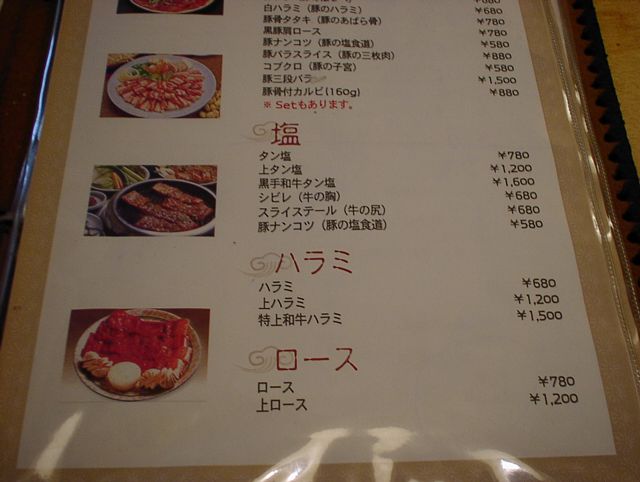 白ハラミ（豚のハラミ） ￥680
豚骨タタキ（豚のあばら骨） ￥780
黒豚肩ロース ￥780
豚ナンコツ（豚の塩食道） ￥580
豚バラスライス（豚の三枚肉） ￥880
コブクロ（豚の子宮） ￥580
豚三段バラ ￥1,500
豚骨付カルビ(160g) ￥880
※ Setもあります。
塩
タン塩 ￥780
上タン塩 ￥1,200
黒手和牛タン塩 ￥1,600
シビレ（牛の胸） ￥680
スライステール（牛の尻） ￥680
豚ナンコツ（豚の塩食道） ￥580
ハラミ
ハラミ ￥680
上ハラミ ￥1,200
特上和牛ハラミ ￥1,500
ロース
ロース ￥780
上ロース ￥1,200